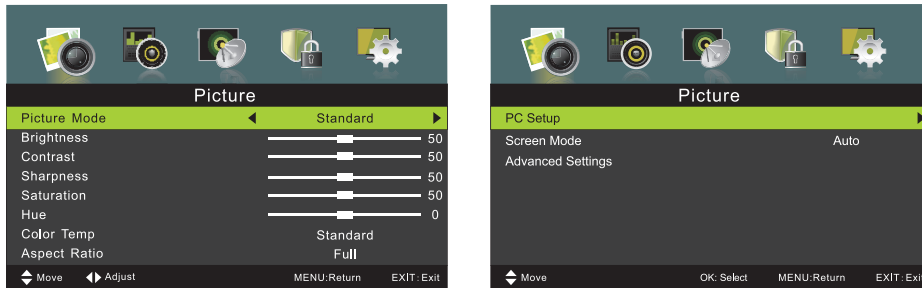 Picture
Picture Mode Standard
Brightness 50
Contrast 50
Sharpness 50
Saturation 50
Hue 0
Color Temp Standard
Aspect Ratio Full
Move Adjust MENU:Return EXIT:Exit
Picture
PC Setup
Screen Mode Auto
Advanced Settings
Move OK: Select MENU:Return EXIT:Exit